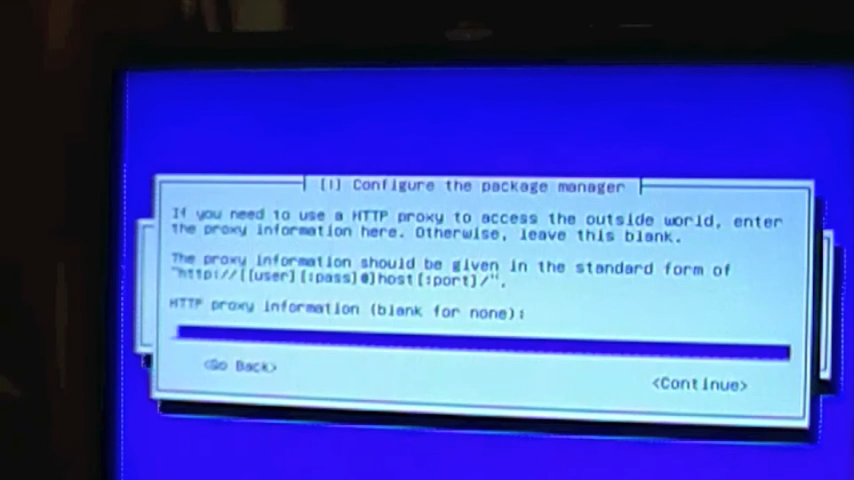 [!] Configure the package manager
If you need to use a HTTP proxy to access the outside world, enter
the proxy information here. Otherwise, leave this blank.
The proxy information should be given in the standard form of
"http://[[user][:pass]@]host[:port]/".
HTTP proxy information (blank for none):
<Go Back>
<Continue>